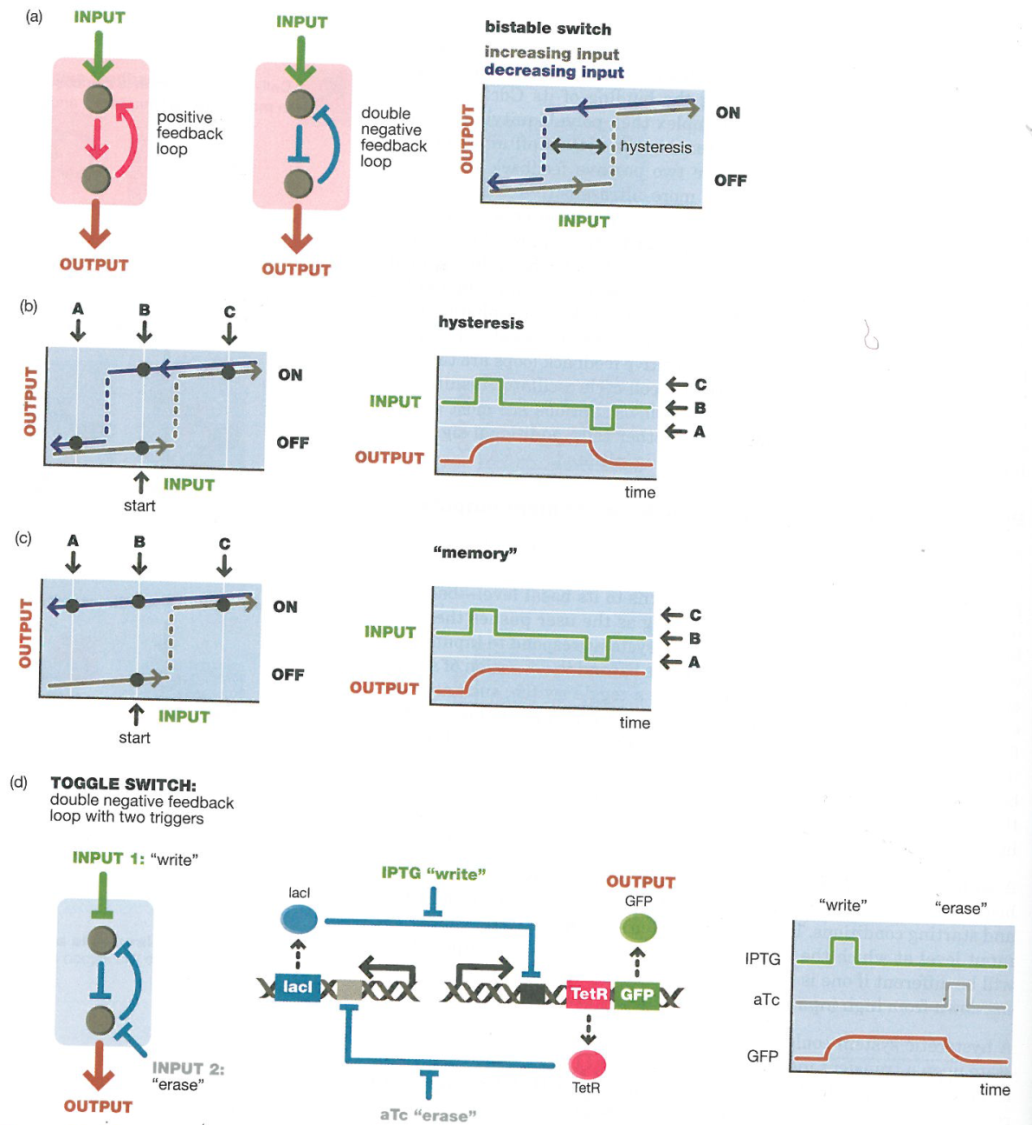 (a)
INPUT
positive
feedback
loop
OUTPUT
INPUT
double
negative
feedback
loop
OUTPUT
bistable switch
increasing input
decreasing input
OUTPUT
ON
hysteresis
OFF
INPUT
(b)
A
B
C
OUTPUT
ON
OFF
INPUT
start
hysteresis
INPUT
OUTPUT
C
B
A
time
(c)
A
B
C
OUTPUT
ON
OFF
INPUT
start
"memory"
INPUT
OUTPUT
C
B
A
time
(d)
TOGGLE SWITCH:
double negative feedback
loop with two triggers
INPUT 1: "write"
INPUT 2:
"erase"
OUTPUT
IPTG "write"
lacI
OUTPUT
GFP
lacI
TetR
GFP
TetR
aTc "erase"
"write"
"erase"
IPTG
aTc
GFP
time